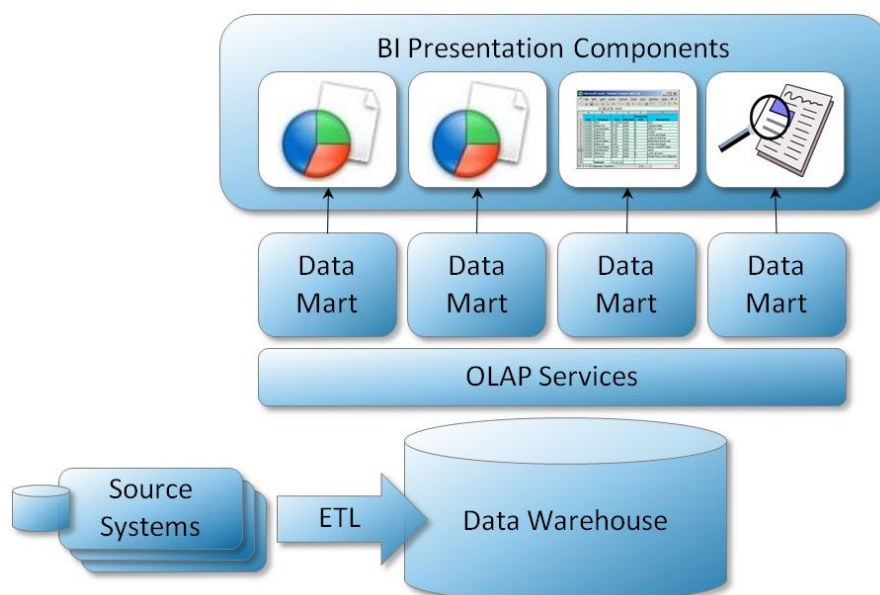 BI Presentation Components
Data
Mart
Data
Mart
Data
Mart
Data
Mart
OLAP Services
Source
Systems
ETL
Data Warehouse